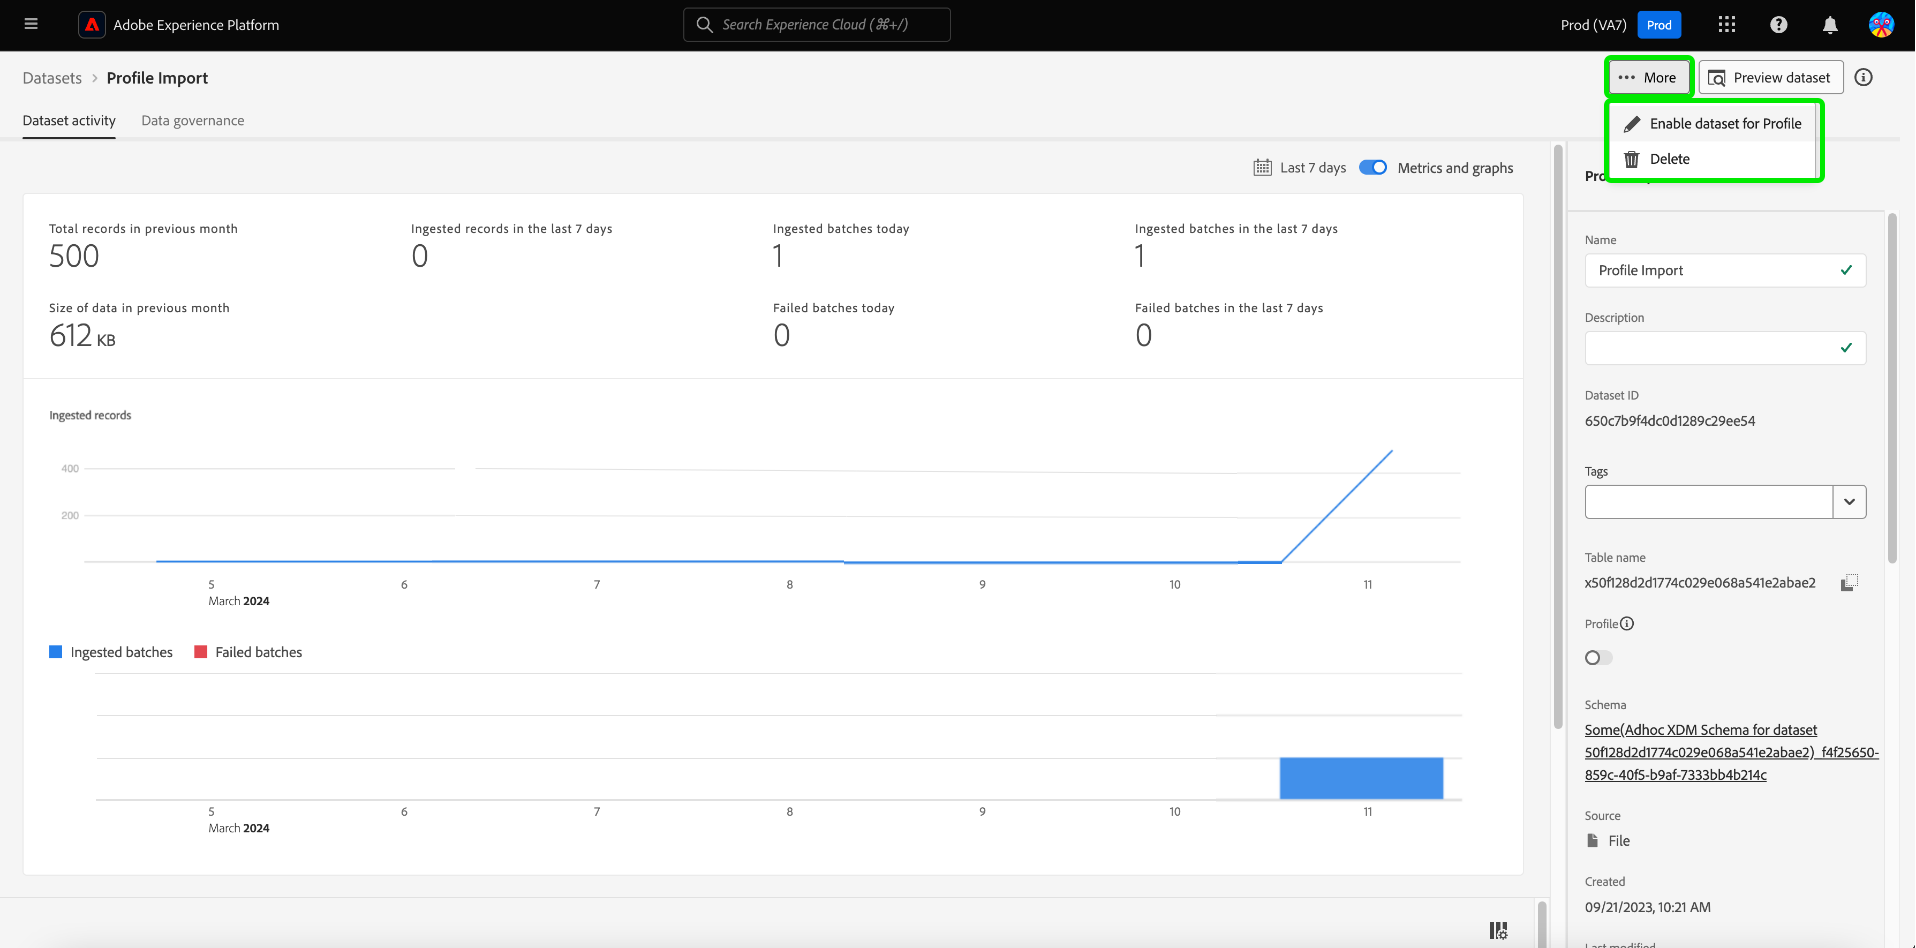 Adobe Experience Platform
Search Experience Cloud (⌘+/)
Prod (VA7)
Prod
Datasets > Profile Import
More
Preview dataset
Enable dataset for Profile
Delete
Dataset activity
Data governance
Last 7 days
Metrics and graphs
Total records in previous month
500
Ingested records in the last 7 days
0
Ingested batches today
1
Ingested batches in the last 7 days
1
Size of data in previous month
612 KB
Failed batches today
0
Failed batches in the last 7 days
0
Ingested records
400
200
5 6 7 8 9 10 11
March 2024
Ingested batches
Failed batches
5 6 7 8 9 10 11
March 2024
Name
Profile Import
Description
Dataset ID
650c7b9f4dc0d1289c29ee54
Tags
Table name
x50f128d2d1774c029e068a541e2abae2
Profile
Schema
Some(Adhoc XDM Schema for dataset
50f128d2d1774c029e068a541e2abae2)_f4f25650-
859c-40f5-b9af-7333bb4b214c
Source
File
Created
09/21/2023, 10:21 AM
Last modified